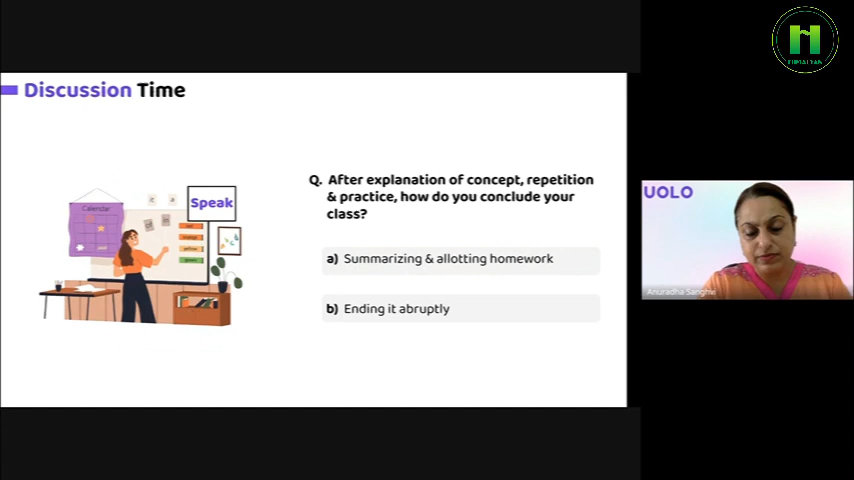 Discussion Time
Calendar
Speak
Q. After explanation of concept, repetition
& practice, how do you conclude your
class?
a) Summarizing & allotting homework
b) Ending it abruptly
UOLO
Anuradha Sanghvi